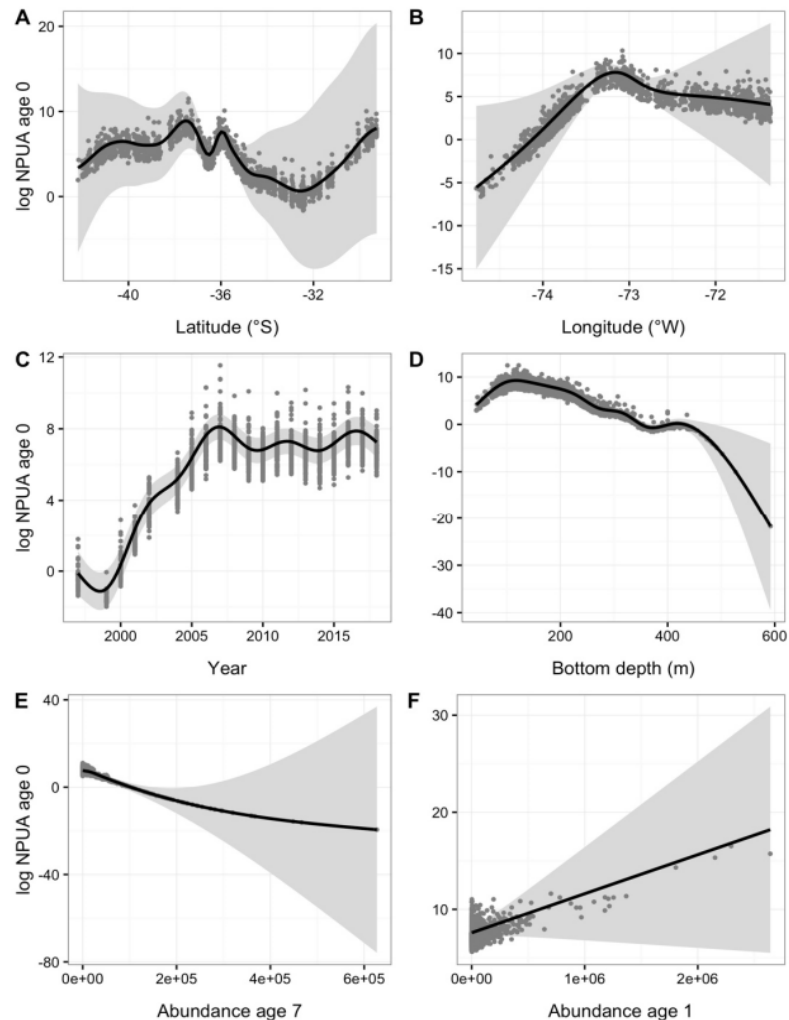 A
B
20
10
0
log NPUA age 0
-40
-36
-32
Latitude (°S)
10
5
0
-5
-10
-15
-74
-73
-72
Longitude (°W)
C
D
12
8
4
0
log NPUA age 0
2000
2005
2010
2015
Year
10
0
-10
-20
-30
-40
200
400
600
Bottom depth (m)
E
F
40
0
-40
-80
log NPUA age 0
0e+00
2e+05
4e+05
6e+05
Abundance age 7
30
20
10
0e+00
1e+06
2e+06
Abundance age 1